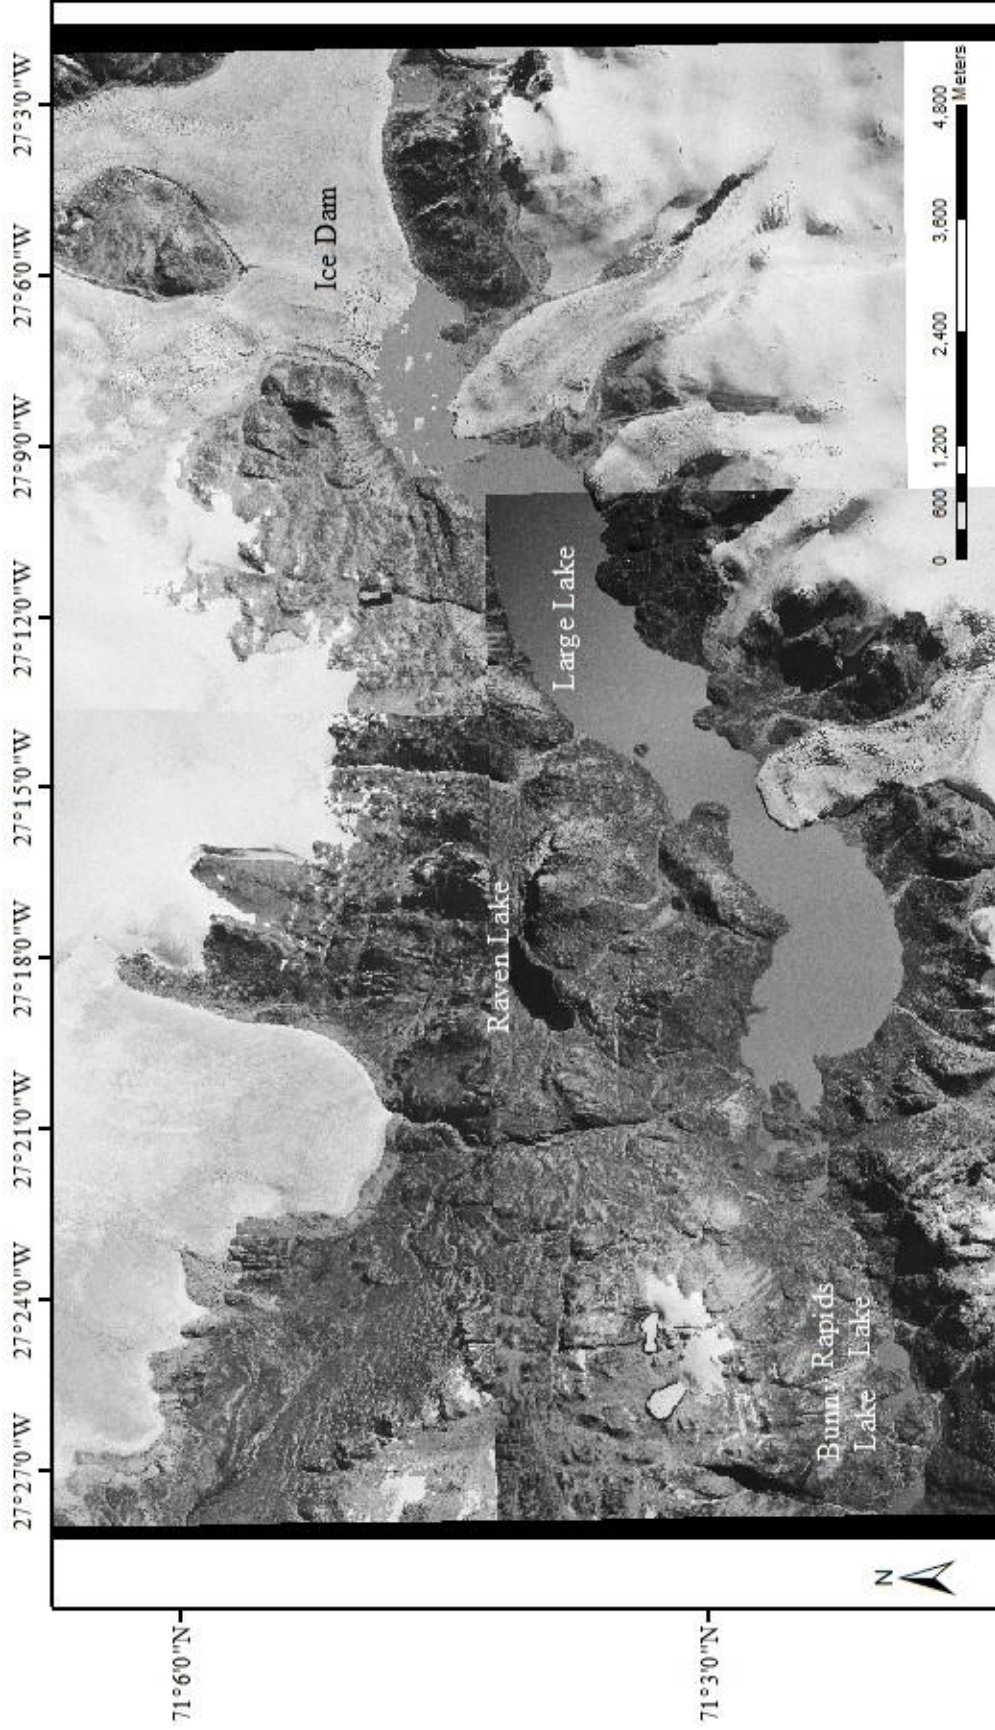 27°27'0"W 27°24'0"W 27°21'0"W 27°18'0"W 27°15'0"W 27°12'0"W 27°9'0"W 27°6'0"W 27°3'0"W
71°6'0"N
Ice Dam
Raven Lake
Large Lake
71°3'0"N
Bunny Rapids
Lake Lake
N
0 600 1,200 2,400 3,600 4,800
Meters